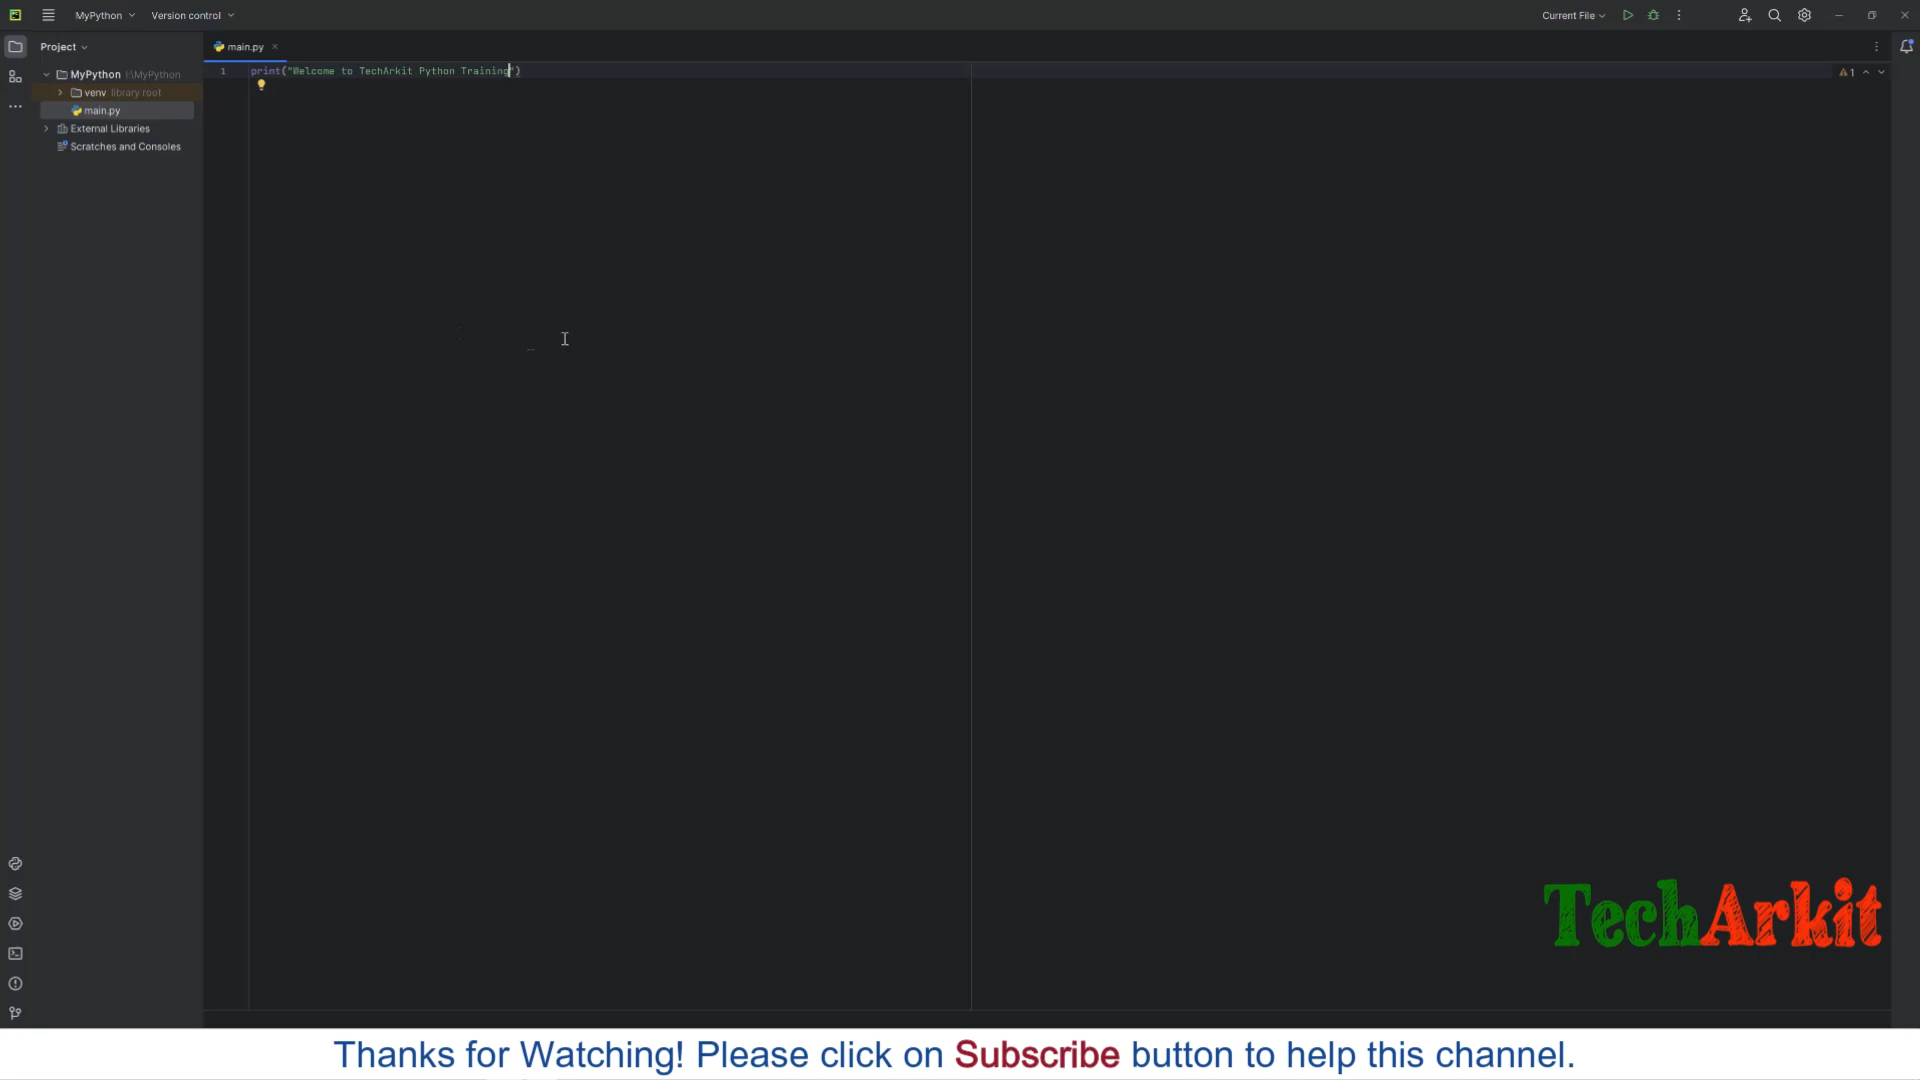 MyPython
Version control
Current File
Project
main.py
MyPython I:\MyPython
venv library root
main.py
External Libraries
Scratches and Consoles
1
print("Welcome to TechArkit Python Training")
1
TechArkit
Thanks for Watching! Please click on Subscribe button to help this channel.